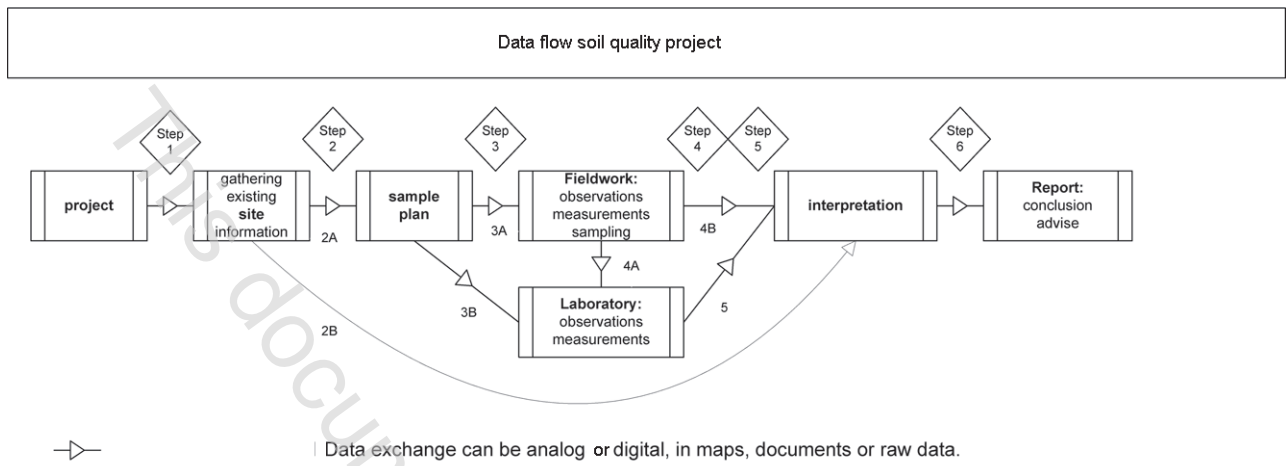 Data flow soil quality project
Step
1
Step
2
Step
3
Step
4
Step
5
Step
6
project
gathering
existing
site
information
2A
sample
plan
3A
Fieldwork:
observations
measurements
sampling
4B
interpretation
Report:
conclusion
advise
4A
3B
Laboratory:
observations
measurements
5
2B
Data exchange can be analog or digital, in maps, documents or raw data.
This docum